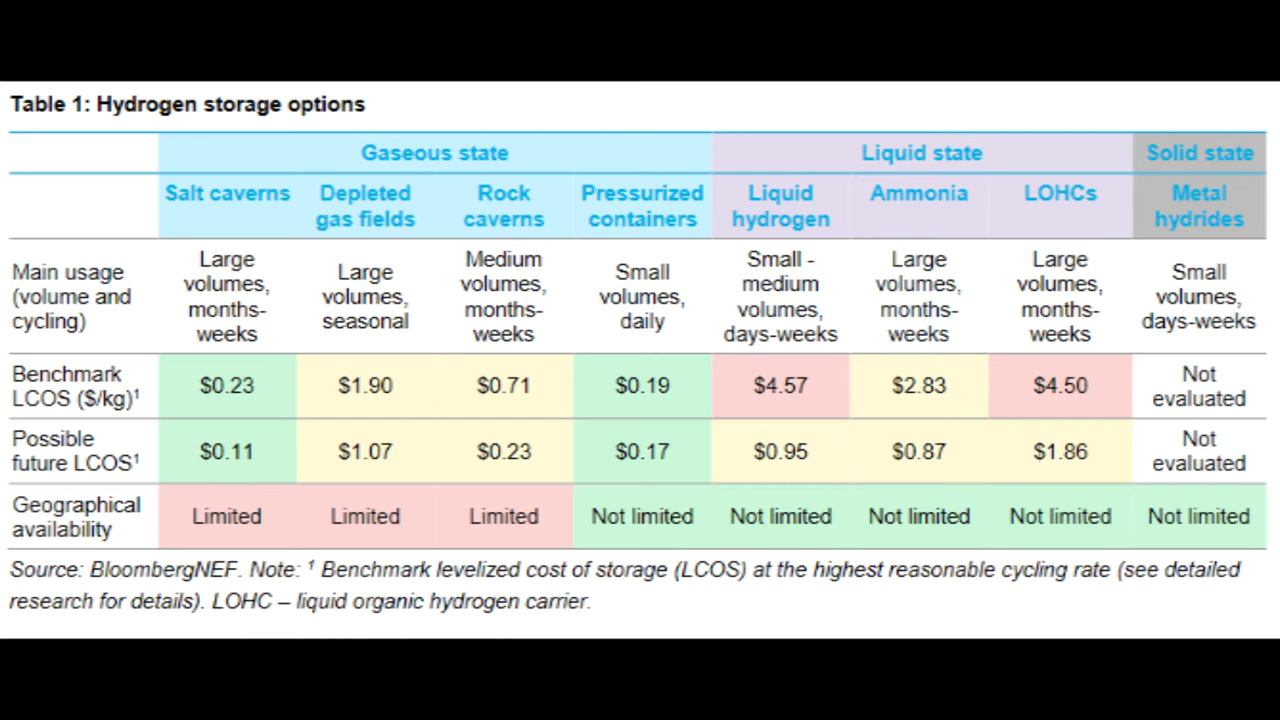 Table 1: Hydrogen storage options
Gaseous state Liquid state Solid state
Salt caverns Depleted gas fields Rock caverns Pressurized containers Liquid hydrogen Ammonia LOHCs Metal hydrides
Main usage (volume and cycling) Large volumes, months-weeks Large volumes, seasonal Medium volumes, months-weeks Small volumes, daily Small - medium volumes, days-weeks Large volumes, months-weeks Large volumes, months-weeks Small volumes, days-weeks
Benchmark LCOS ($/kg)¹ $0.23 $1.90 $0.71 $0.19 $4.57 $2.83 $4.50 Not evaluated
Possible future LCOS¹ $0.11 $1.07 $0.23 $0.17 $0.95 $0.87 $1.86 Not evaluated
Geographical availability Limited Limited Limited Not limited Not limited Not limited Not limited Not limited
Source: BloombergNEF. Note: ¹ Benchmark levelized cost of storage (LCOS) at the highest reasonable cycling rate (see detailed
research for details). LOHC – liquid organic hydrogen carrier.